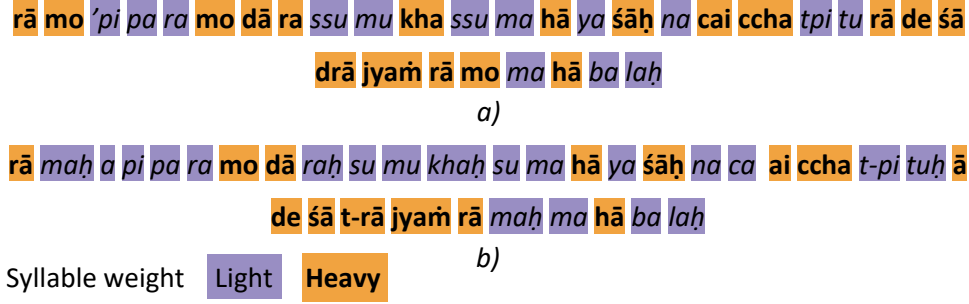 rā mo ’pi pa ra mo dā ra ssu mu kha ssu ma hā ya śāḥ na cai ccha tpi tu rā de śā
drā jyaṁ rā mo ma hā ba laḥ
a)
rā maḥ a pi pa ra mo dā raḥ su mu khaḥ su ma hā ya śāḥ na ca ai ccha t-pi tuḥ ā
de śā t-rā jyaṁ rā maḥ ma hā ba laḥ
b)
Syllable weight Light Heavy